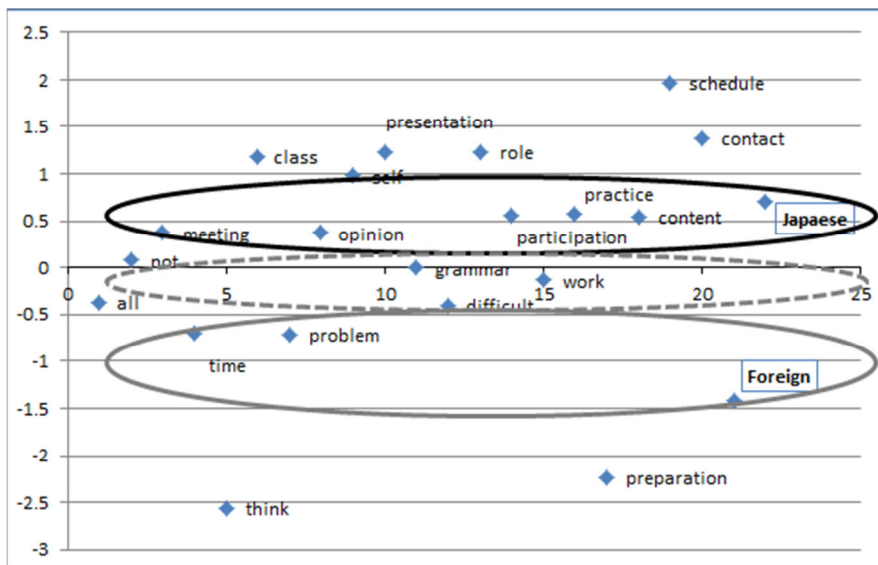 2.5
2
schedule
1.5
presentation
contact
class
role
1
self
practice
0.5
meeting
opinion
content
Japaese
participation
not
0
grammar
work
0 5 10 15 20 25
all
difficult
-0.5
problem
time
-1
Foreign
-1.5
-2
preparation
-2.5
think
-3